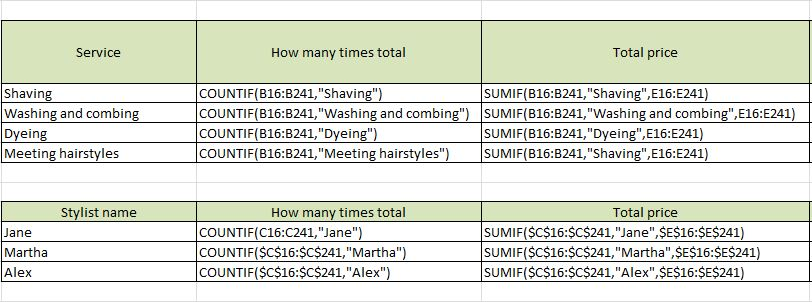 Service How many times total Total price
Shaving COUNTIF(B16:B241,"Shaving") SUMIF(B16:B241,"Shaving",E16:E241)
Washing and combing COUNTIF(B16:B241,"Washing and combing") SUMIF(B16:B241,"Washing and combing",E16:E241)
Dyeing COUNTIF(B16:B241,"Dyeing") SUMIF(B16:B241,"Dyeing",E16:E241)
Meeting hairstyles COUNTIF(B16:B241,"Meeting hairstyles") SUMIF(B16:B241,"Shaving",E16:E241)
Stylist name How many times total Total price
Jane COUNTIF(C16:C241,"Jane") SUMIF($C$16:$C$241,"Jane",$E$16:$E$241)
Martha COUNTIF($C$16:$C$241,"Martha") SUMIF($C$16:$C$241,"Martha",$E$16:$E$241)
Alex COUNTIF($C$16:$C$241,"Alex") SUMIF($C$16:$C$241,"Alex",$E$16:$E$241)